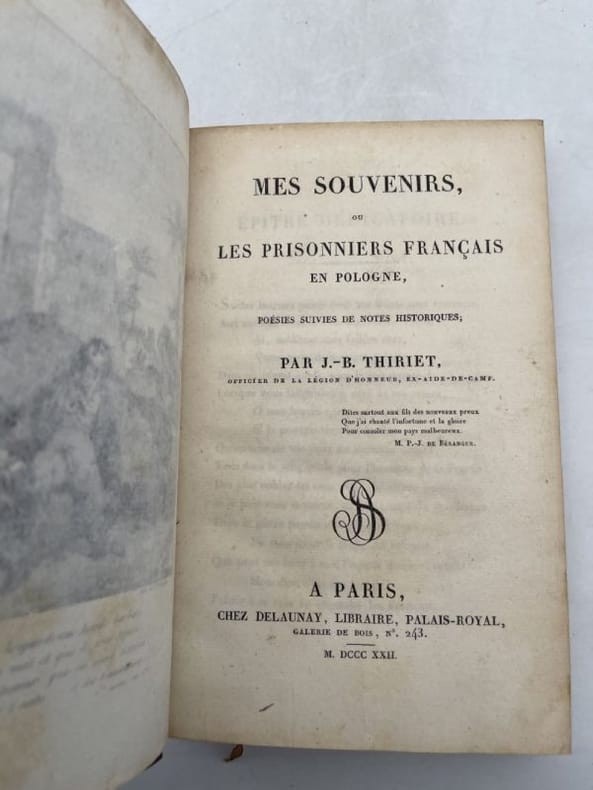 MES SOUVENIRS,
OU
LES PRISONNIERS FRANÇAIS
EN POLOGNE,
POÉSIES SUIVIES DE NOTES HISTORIQUES;
PAR J.-B. THIRIET,
OFFICIER DE LA LÉGION D'HONNEUR, EX-AIDE-DE-CAMP.
Dites surtout aux fils des nouveaux preux
Que j'ai chanté l'infortune et la gloire
Pour consoler mon pays malheureux.
M. P.-J. DE BÉRANGER.
A PARIS,
CHEZ DELAUNAY, LIBRAIRE, PALAIS-ROYAL,
GALERIE DE BOIS, N°. 243.
M. DCCC XXII.